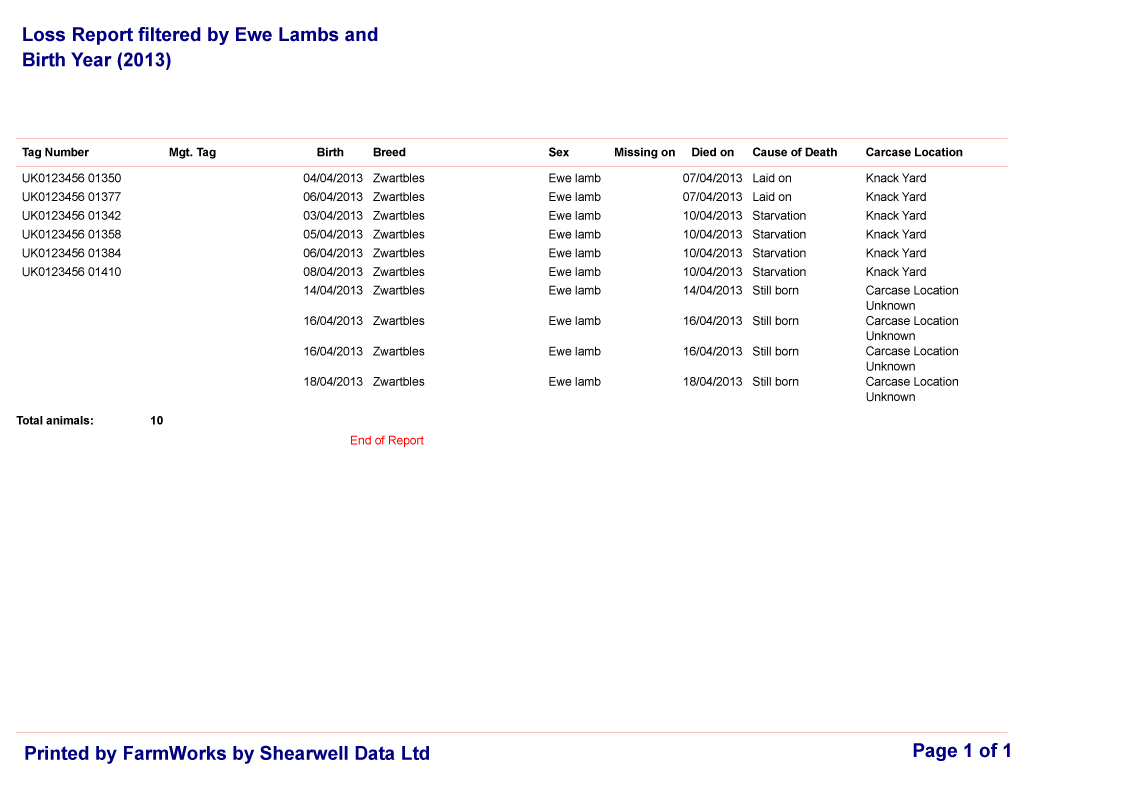 Loss Report filtered by Ewe Lambs and
Birth Year (2013)
Tag Number Mgt. Tag Birth Breed Sex Missing on Died on Cause of Death Carcase Location
UK0123456 01350 04/04/2013 Zwartbles Ewe lamb 07/04/2013 Laid on Knack Yard
UK0123456 01377 06/04/2013 Zwartbles Ewe lamb 07/04/2013 Laid on Knack Yard
UK0123456 01342 03/04/2013 Zwartbles Ewe lamb 10/04/2013 Starvation Knack Yard
UK0123456 01358 05/04/2013 Zwartbles Ewe lamb 10/04/2013 Starvation Knack Yard
UK0123456 01384 06/04/2013 Zwartbles Ewe lamb 10/04/2013 Starvation Knack Yard
UK0123456 01410 08/04/2013 Zwartbles Ewe lamb 10/04/2013 Starvation Knack Yard
14/04/2013 Zwartbles Ewe lamb 14/04/2013 Still born Carcase Location
Unknown
16/04/2013 Zwartbles Ewe lamb 16/04/2013 Still born Carcase Location
Unknown
16/04/2013 Zwartbles Ewe lamb 16/04/2013 Still born Carcase Location
Unknown
18/04/2013 Zwartbles Ewe lamb 18/04/2013 Still born Carcase Location
Unknown
Total animals: 10
End of Report
Printed by FarmWorks by Shearwell Data Ltd Page 1 of 1